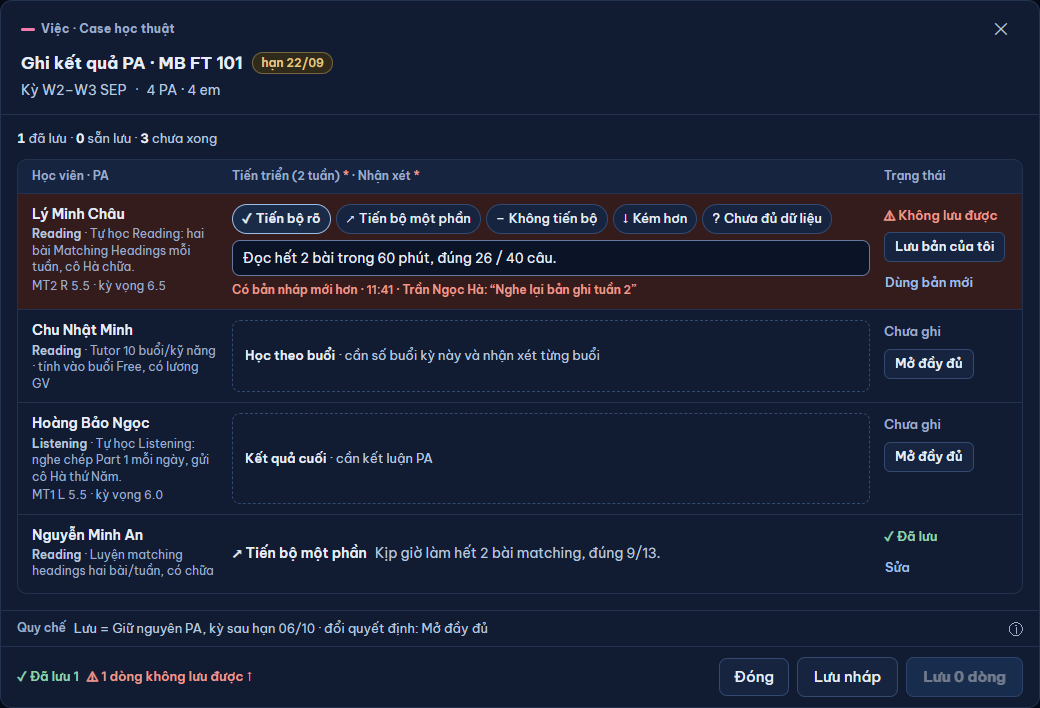 Việc · Case học thuật
Ghi kết quả PA · MB FT 101 hạn 22/09
Kỳ W2–W3 SEP · 4 PA · 4 em
1 đã lưu · 0 sẵn lưu · 3 chưa xong
Học viên · PA
Tiến triển (2 tuần) * · Nhận xét *
Trạng thái
Lý Minh Châu
Reading · Tự học Reading: hai
bài Matching Headings mỗi
tuần, cô Hà chữa.
MT2 R 5.5 · kỳ vọng 6.5
✓ Tiến bộ rõ
↗ Tiến bộ một phần
– Không tiến bộ
↓ Kém hơn
? Chưa đủ dữ liệu
Đọc hết 2 bài trong 60 phút, đúng 26 / 40 câu.
Có bản nháp mới hơn · 11:41 · Trần Ngọc Hà: “Nghe lại bản ghi tuần 2”
⚠ Không lưu được
Lưu bản của tôi
Dùng bản mới
Chu Nhật Minh
Reading · Tutor 10 buổi/kỹ năng
· tính vào buổi Free, có lương
GV
Học theo buổi · cần số buổi kỳ này và nhận xét từng buổi
Chưa ghi
Mở đầy đủ
Hoàng Bảo Ngọc
Listening · Tự học Listening:
nghe chép Part 1 mỗi ngày, gửi
cô Hà thứ Năm.
MT1 L 5.5 · kỳ vọng 6.0
Kết quả cuối · cần kết luận PA
Chưa ghi
Mở đầy đủ
Nguyễn Minh An
Reading · Luyện matching
headings hai bài/tuần, có chữa
↗ Tiến bộ một phần Kịp giờ làm hết 2 bài matching, đúng 9/13.
✓ Đã lưu
Sửa
Quy chế Lưu = Giữ nguyên PA, kỳ sau hạn 06/10 · đổi quyết định: Mở đầy đủ
✓ Đã lưu 1 ⚠ 1 dòng không lưu được ↑
Đóng
Lưu nháp
Lưu 0 dòng